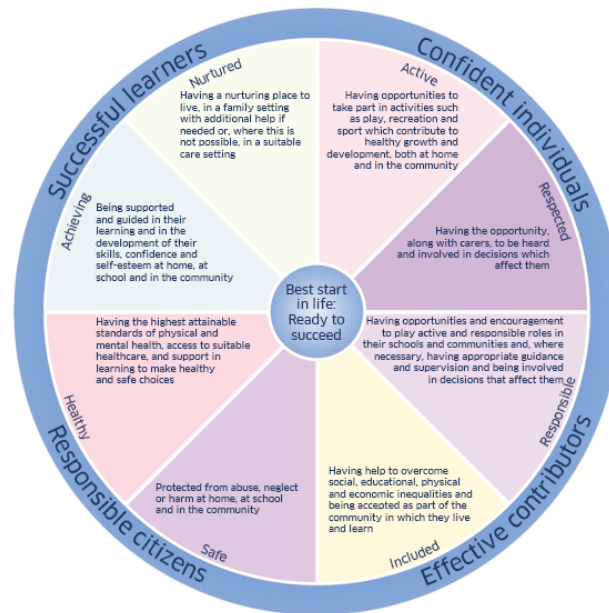 Successful learners
Confident individuals
Nurtured
Having a nurturing place to
live, in a family setting
with additional help if
needed or, where this is
not possible, in a suitable
care setting
Active
Having opportunities to
take part in activities such
as play, recreation and
sport which contribute to
healthy growth and
development, both at home
and in the community
Achieving
Being supported
and guided in their
learning and in the
development of their
skills, confidence and
self-esteem at home, at
school and in the community
Respected
Having the opportunity,
along with carers, to be heard
and involved in decisions which
affect them
Best start
in life:
Ready to
succeed
Healthy
Having the highest attainable
standards of physical and
mental health, access to suitable
healthcare, and support in
learning to make healthy
and safe choices
Having opportunities and encouragement
to play active and responsible roles in
their schools and communities and, where
necessary, having appropriate guidance
and supervision and being involved
in decisions that affect them
Responsible
Protected from abuse, neglect
or harm at home, at school
and in the community
Safe
Having help to overcome
social, educational, physical
and economic inequalities and
being accepted as part of the
community in which they live
and learn
Included
Responsible citizens
Effective contributors